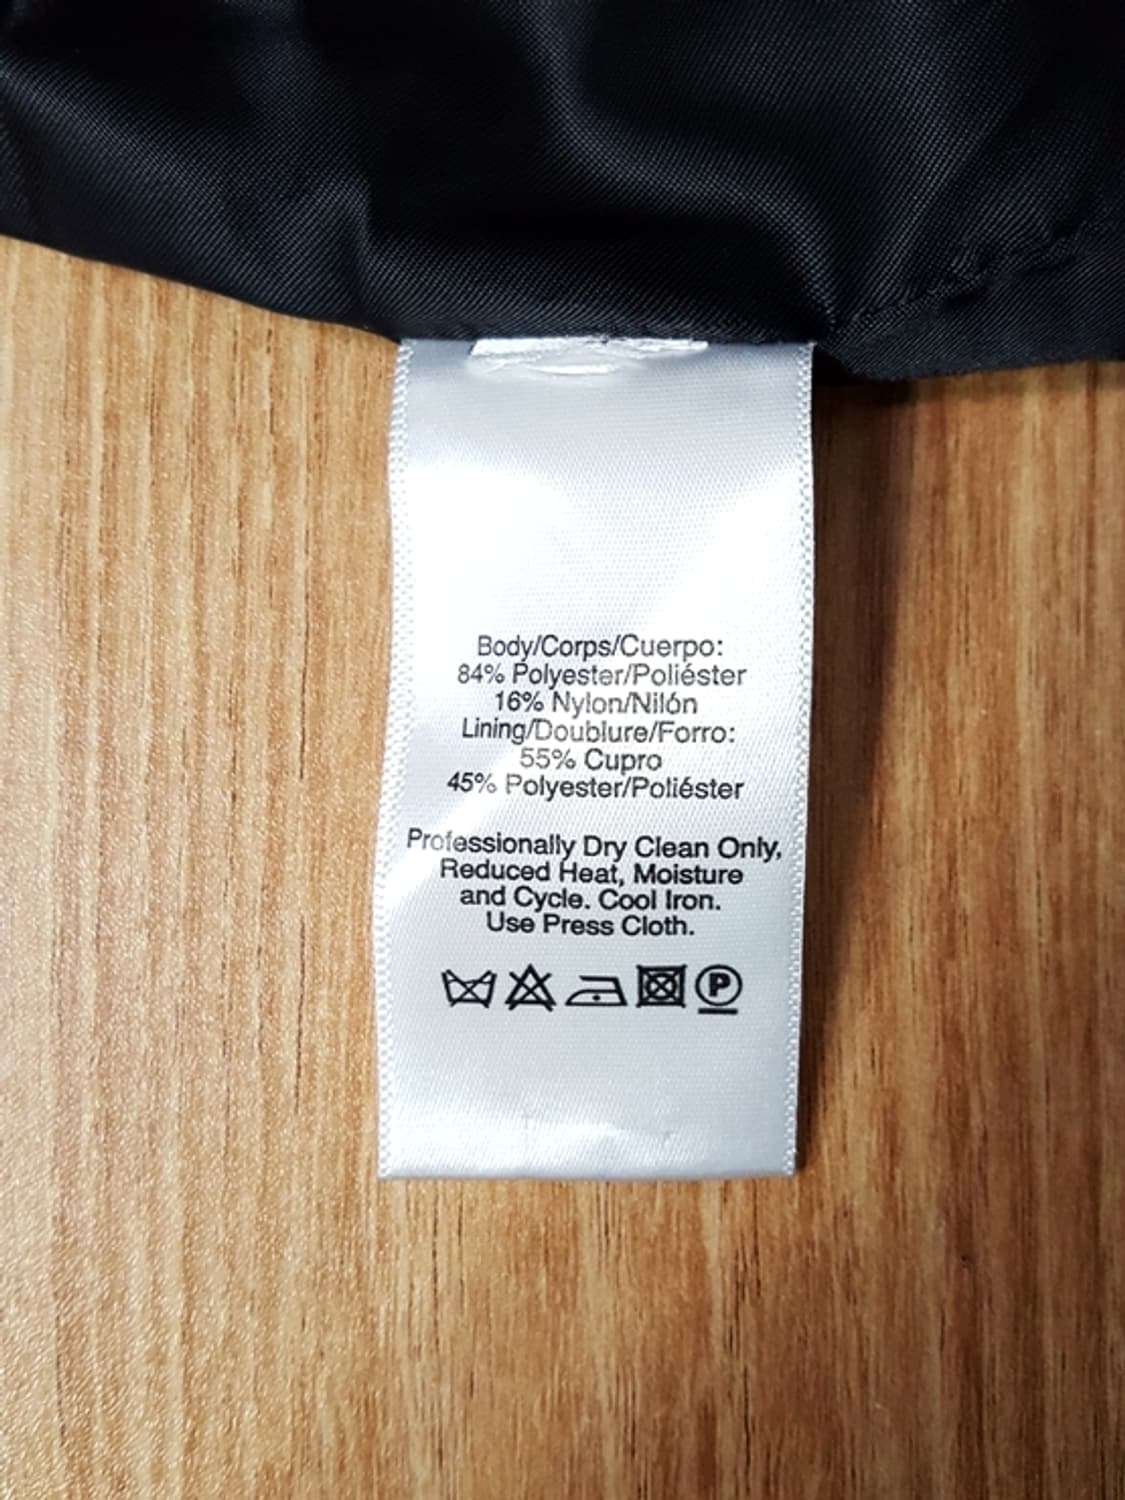 Body/Corps/Cuerpo:
84% Polyester/Poliéster
16% Nylon/Nilón
Lining/Doublure/Forro:
55% Cupro
45% Polyester/Poliéster
Professionally Dry Clean Only,
Reduced Heat, Moisture
and Cycle. Cool Iron.
Use Press Cloth.
P